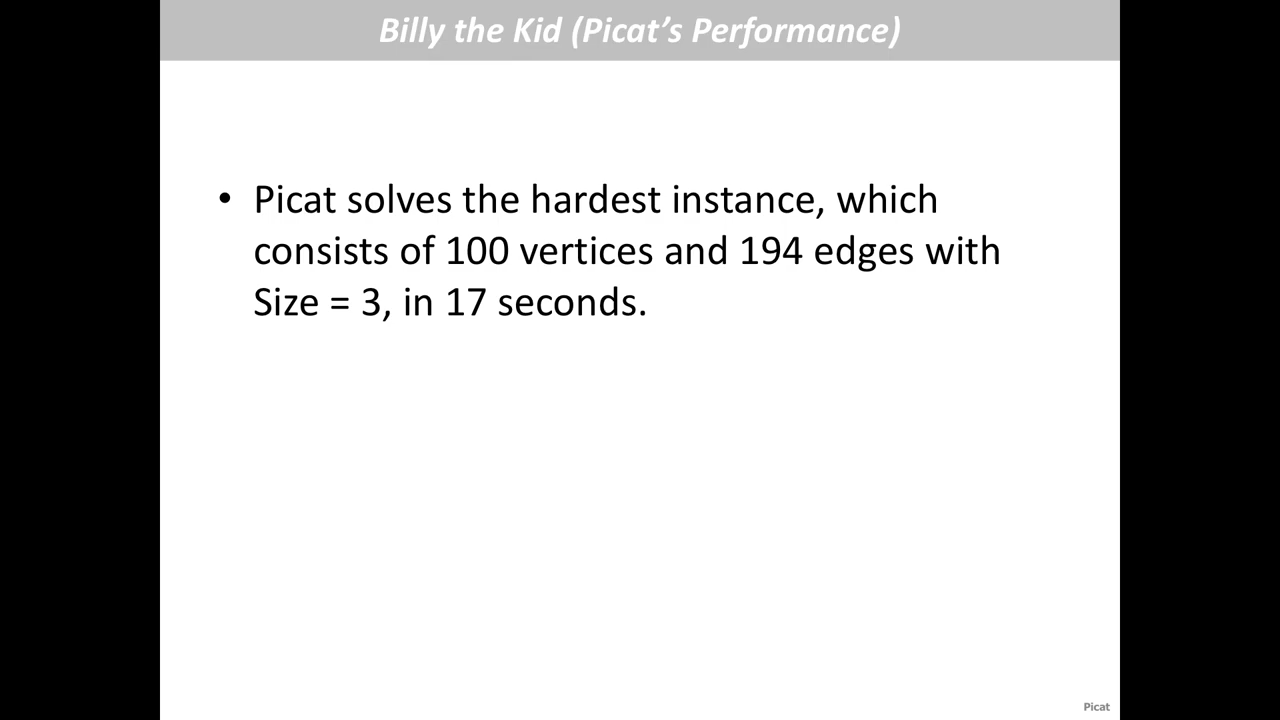 Billy the Kid (Picat’s Performance)
• Picat solves the hardest instance, which
consists of 100 vertices and 194 edges with
Size = 3, in 17 seconds.
Picat